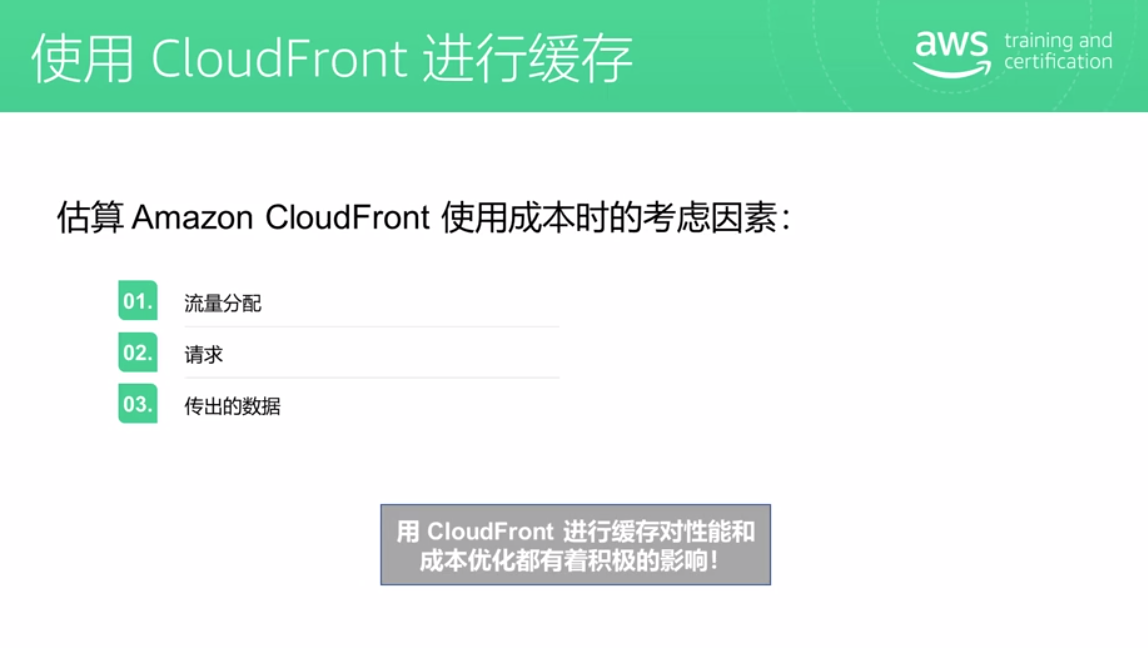 使用 CloudFront 进行缓存
aws training and
certification
估算 Amazon CloudFront 使用成本时的考虑因素：
01. 流量分配
02. 请求
03. 传出的数据
用 CloudFront 进行缓存对性能和
成本优化都有着积极的影响！